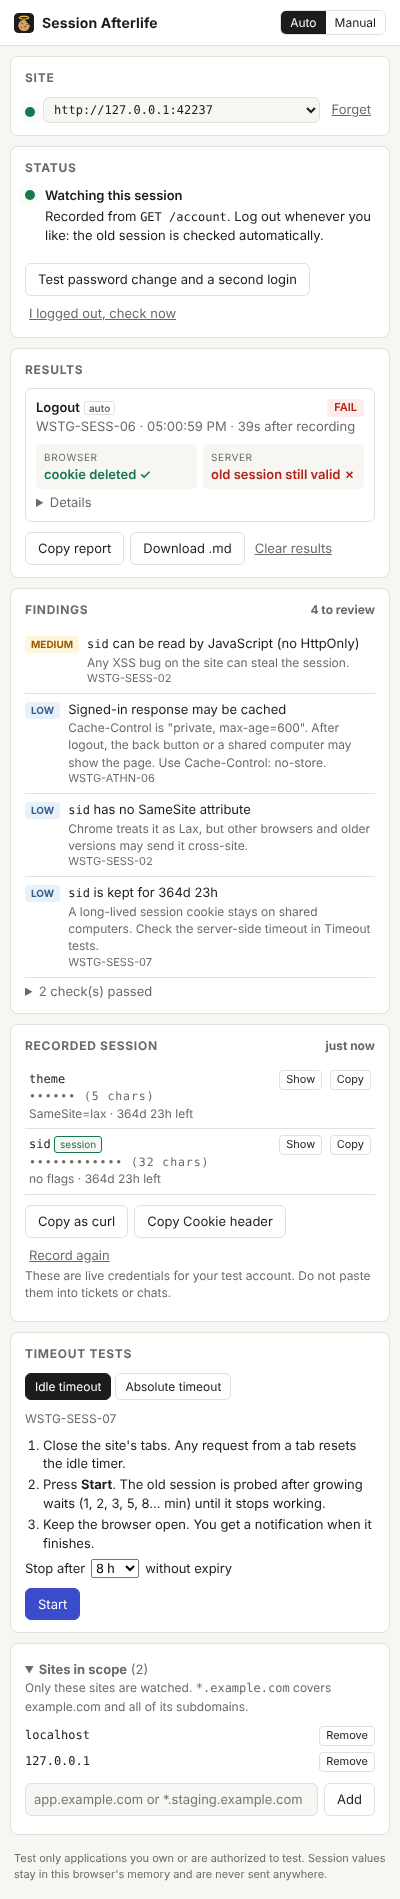 Session Afterlife
Auto Manual
SITE
http://127.0.0.1:42237 Forget
STATUS
Watching this session
Recorded from GET /account. Log out whenever you
like: the old session is checked automatically.
Test password change and a second login
I logged out, check now
RESULTS
Logout auto FAIL
WSTG-SESS-06 · 05:00:59 PM · 39s after recording
BROWSER
cookie deleted ✓
SERVER
old session still valid ×
▶ Details
Copy report Download .md Clear results
FINDINGS 4 to review
MEDIUM sid can be read by JavaScript (no HttpOnly)
Any XSS bug on the site can steal the session.
WSTG-SESS-02
LOW Signed-in response may be cached
Cache-Control is "private, max-age=600". After
logout, the back button or a shared computer may
show the page. Use Cache-Control: no-store.
WSTG-ATHN-06
LOW sid has no SameSite attribute
Chrome treats it as Lax, but other browsers and older
versions may send it cross-site.
WSTG-SESS-02
LOW sid is kept for 364d 23h
A long-lived session cookie stays on shared
computers. Check the server-side timeout in Timeout
tests.
WSTG-SESS-07
▶ 2 check(s) passed
RECORDED SESSION just now
theme Show Copy
•••••• (5 chars)
SameSite=lax · 364d 23h left
sid session Show Copy
•••••••••••• (32 chars)
no flags · 364d 23h left
Copy as curl Copy Cookie header
Record again
These are live credentials for your test account. Do not paste
them into tickets or chats.
TIMEOUT TESTS
Idle timeout Absolute timeout
WSTG-SESS-07
1. Close the site's tabs. Any request from a tab resets
the idle timer.
2. Press Start. The old session is probed after growing
waits (1, 2, 3, 5, 8... min) until it stops working.
3. Keep the browser open. You get a notification when it
finishes.
Stop after 8 h without expiry
Start
▼ Sites in scope (2)
Only these sites are watched. *.example.com covers
example.com and all of its subdomains.
localhost Remove
127.0.0.1 Remove
app.example.com or *.staging.example.com Add
Test only applications you own or are authorized to test. Session values
stay in this browser's memory and are never sent anywhere.